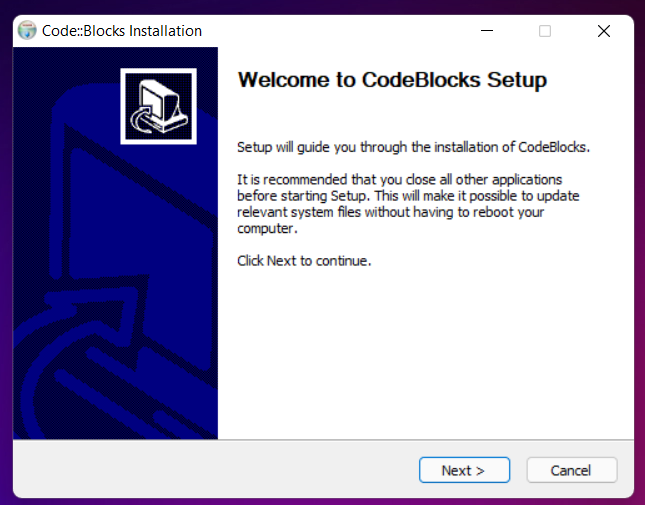 Code::Blocks Installation
Welcome to CodeBlocks Setup
Setup will guide you through the installation of CodeBlocks.
It is recommended that you close all other applications
before starting Setup. This will make it possible to update
relevant system files without having to reboot your
computer.
Click Next to continue.
Next >
Cancel